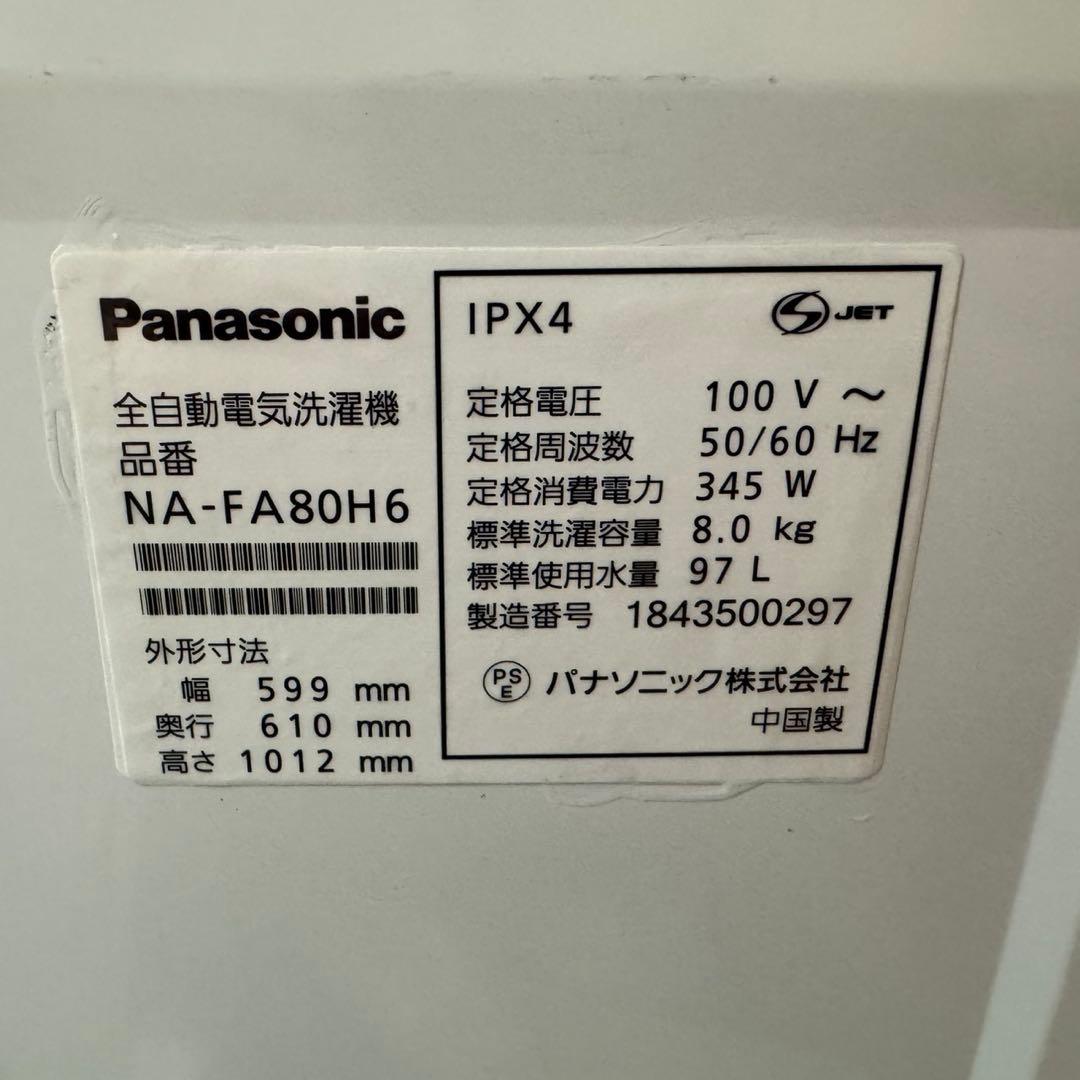 Panasonic
全自動電気洗濯機
品番
NA-FA80H6
外形寸法
幅 599 mm
奥行 610 mm
高さ 1012 mm
IPX4
S JET
定格電圧 100 V ～
定格周波数 50/60 Hz
定格消費電力 345 W
標準洗濯容量 8.0 kg
標準使用水量 97 L
製造番号 1843500297
PSE パナソニック株式会社
中国製